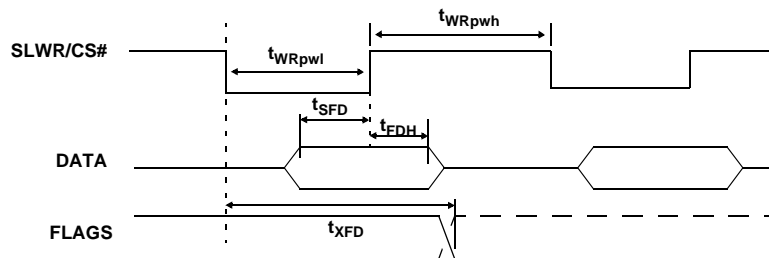 tWRpwh
SLWR/CS#
tWRpwl
tSFD
tFDH
DATA
tXFD
FLAGS